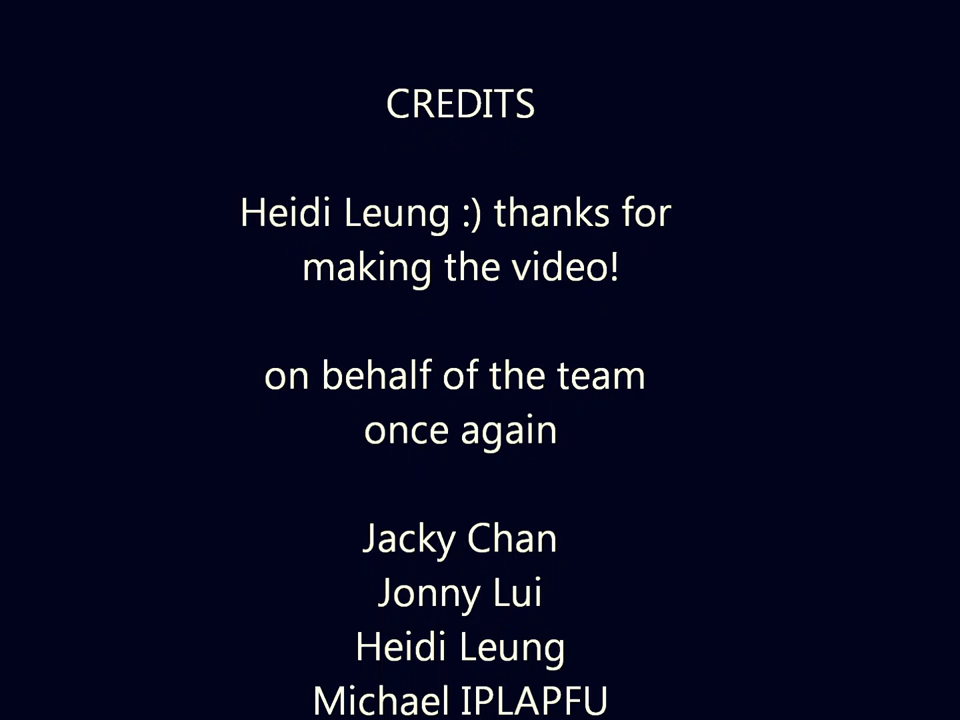 CREDITS
Heidi Leung :) thanks for
making the video!
on behalf of the team
once again
Jacky Chan
Jonny Lui
Heidi Leung
Michael IPLAPFU